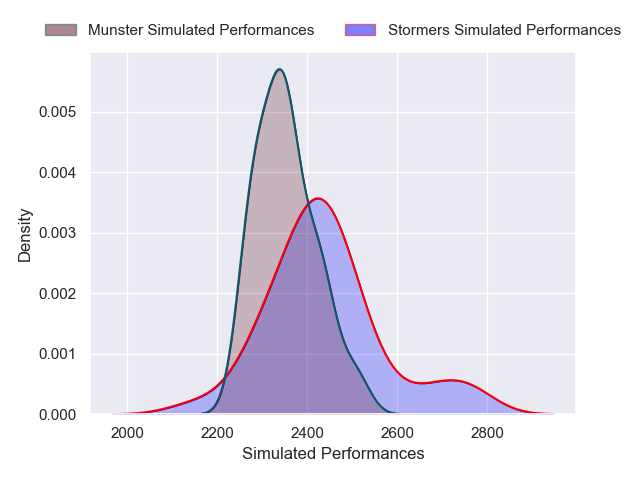 Munster Simulated Performances Stormers Simulated Performances
0.005
0.004
0.003
0.002
0.001
0.000
Density
2000 2200 2400 2600 2800
Simulated Performances